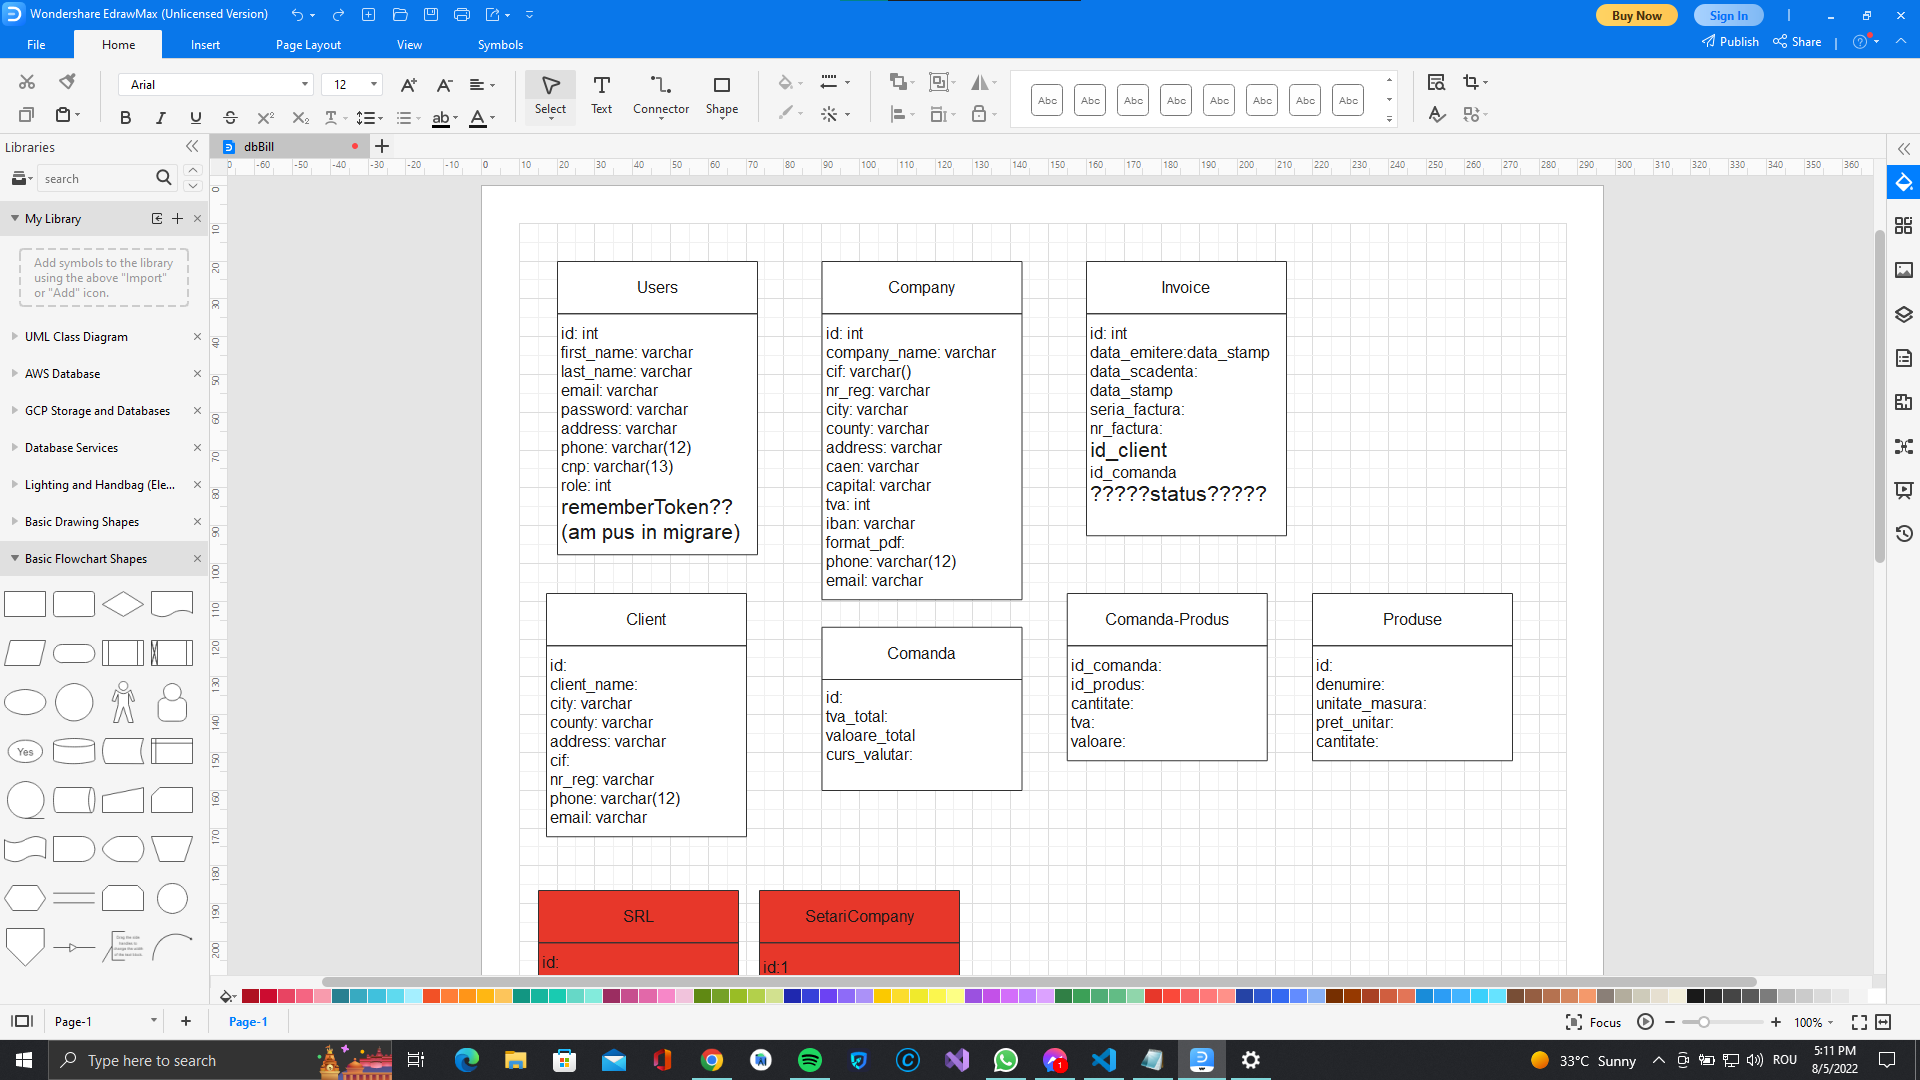 Wondershare EdrawMax (Unlicensed Version)
Buy Now
Sign In
File
Home
Insert
Page Layout
View
Symbols
Publish
Share
Arial
12
Select
Text
Connector
Shape
Abc
Abc
Abc
Abc
Abc
Abc
Abc
Abc
Libraries
dbBill
search
My Library
Add symbols to the library
using the above "Import"
or "Add" icon.
UML Class Diagram
AWS Database
GCP Storage and Databases
Database Services
Lighting and Handbag (Ele...
Basic Drawing Shapes
Basic Flowchart Shapes
Yes
Users
id: int
first_name: varchar
last_name: varchar
email: varchar
password: varchar
address: varchar
phone: varchar(12)
cnp: varchar(13)
role: int
rememberToken??
(am pus in migrare)
Company
id: int
company_name: varchar
cif: varchar()
nr_reg: varchar
city: varchar
county: varchar
address: varchar
caen: varchar
capital: varchar
tva: int
iban: varchar
format_pdf:
phone: varchar(12)
email: varchar
Invoice
id: int
data_emitere:data_stamp
data_scadenta:
data_stamp
seria_factura:
nr_factura:
id_client
id_comanda
?????status?????
Client
id:
client_name:
city: varchar
county: varchar
address: varchar
cif:
nr_reg: varchar
phone: varchar(12)
email: varchar
Comanda
id:
tva_total:
valoare_total
curs_valutar:
Comanda-Produs
id_comanda:
id_produs:
cantitate:
tva:
valoare:
Produse
id:
denumire:
unitate_masura:
pret_unitar:
cantitate:
SRL
id:
SetariCompany
id:1
Page-1
Page-1
Focus
100%
Type here to search
33°C Sunny
ROU
5:11 PM
8/5/2022